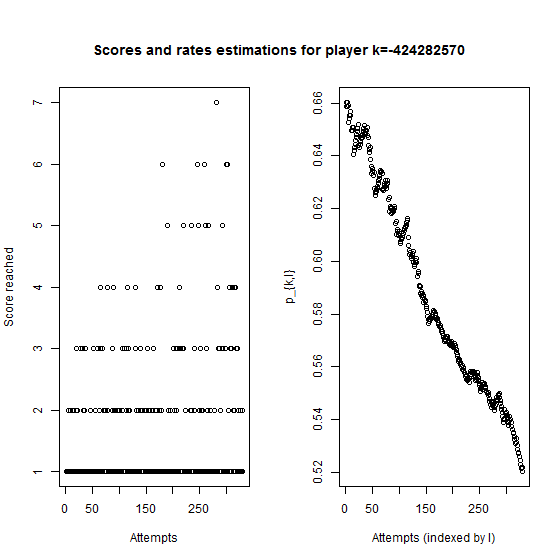 Scores and rates estimations for player k=-424282570
Score reached
7
6
5
4
3
2
1
0 50 150 250
Attempts
p_{k,l}
0.66
0.64
0.62
0.60
0.58
0.56
0.54
0.52
0 50 150 250
Attempts (indexed by l)